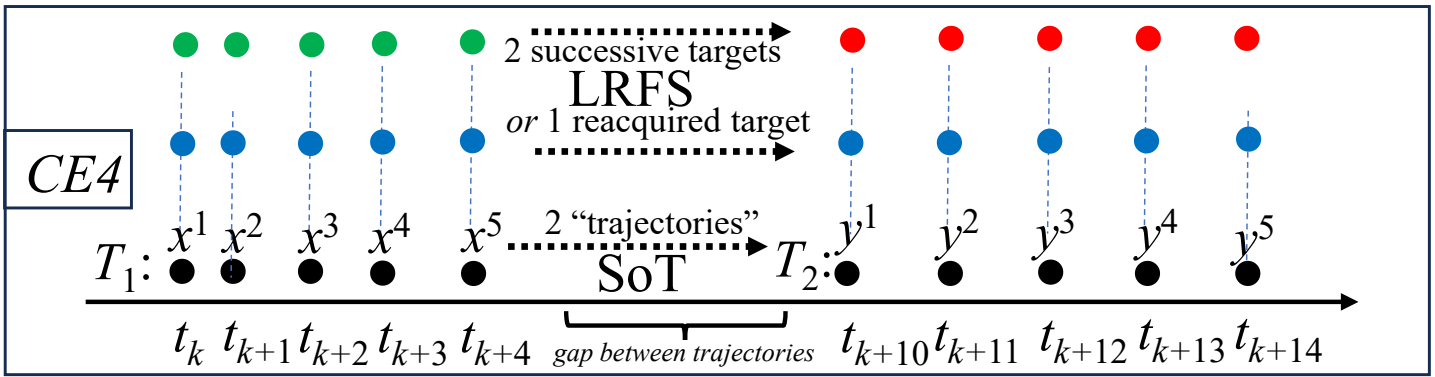 2 successive targets
LRFS
or 1 reacquired target
CE4
x¹ x² x³ x⁴ x⁵ 2 “trajectories” y¹ y² y³ y⁴ y⁵
T₁: SoT T₂:
tₖ tₖ₊₁ tₖ₊₂ tₖ₊₃ tₖ₊₄ gap between trajectories tₖ₊₁₀ tₖ₊₁₁ tₖ₊₁₂ tₖ₊₁₃ tₖ₊₁₄